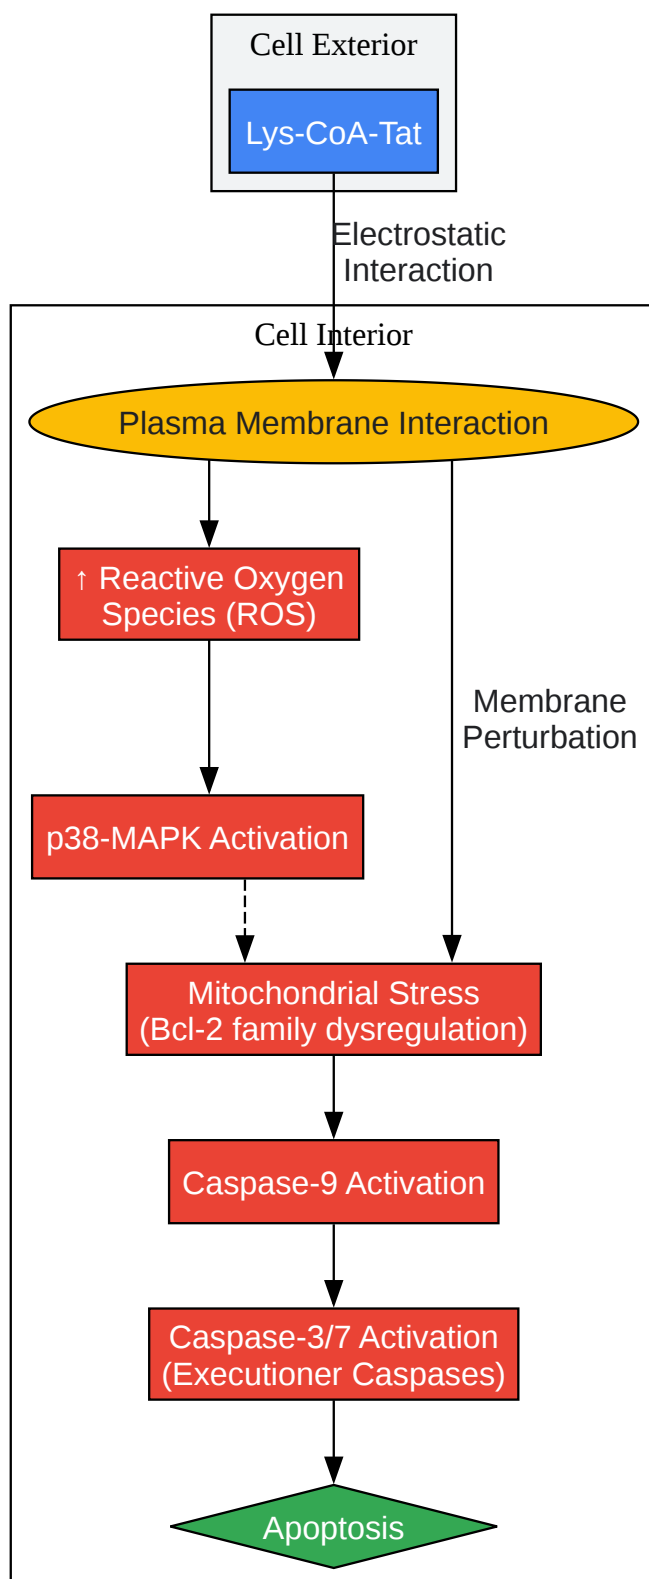 Cell Exterior
Lys-CoA-Tat
Electrostatic
Interaction
Cell Interior
Plasma Membrane Interaction
↑ Reactive Oxygen
Species (ROS)
Membrane
Perturbation
p38-MAPK Activation
Mitochondrial Stress
(Bcl-2 family dysregulation)
Caspase-9 Activation
Caspase-3/7 Activation
(Executioner Caspases)
Apoptosis